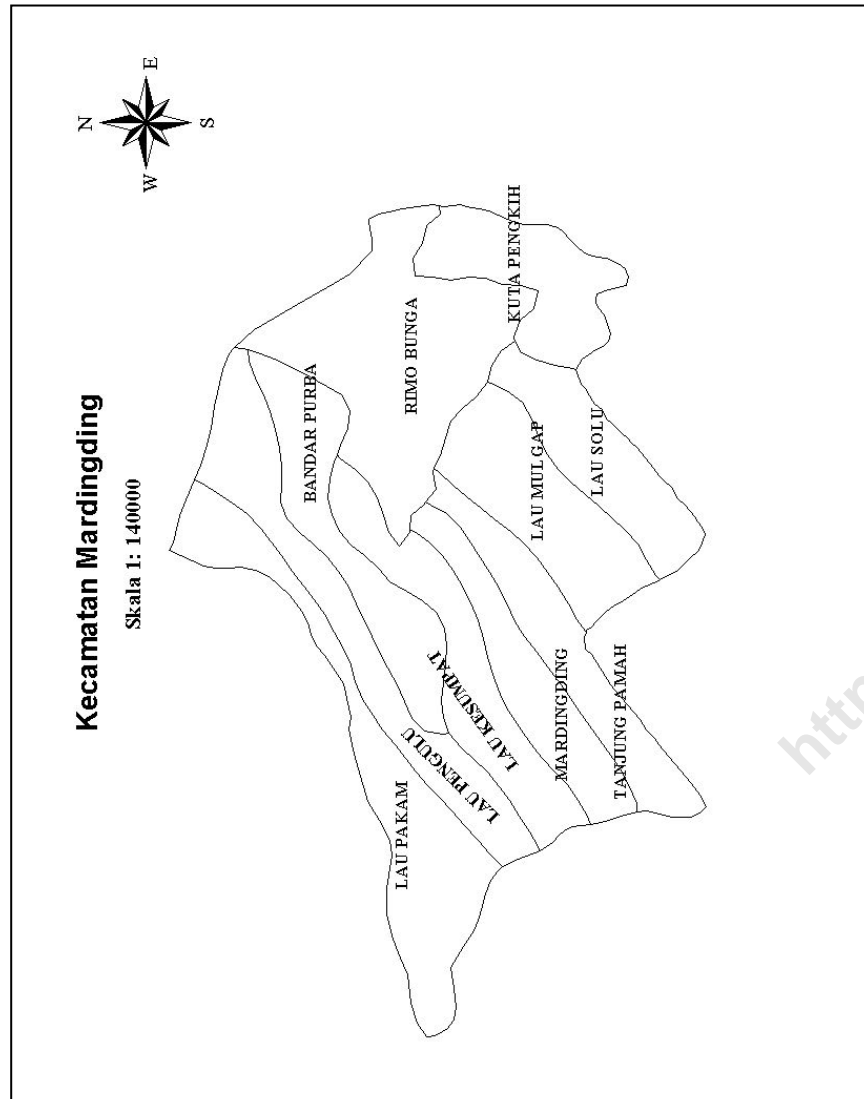 Kecamatan Mardingding
Skala 1: 140000
N
E
W
S
BANDAR PURBA
RIMO BUNGA
KUTA PENGKIH
LAU MULGAP
LAU SOLU
LAU PAKAM
LAU PENGULU
LAU KESUMPAT
MARDINGDING
TANJUNG PAMAH
http